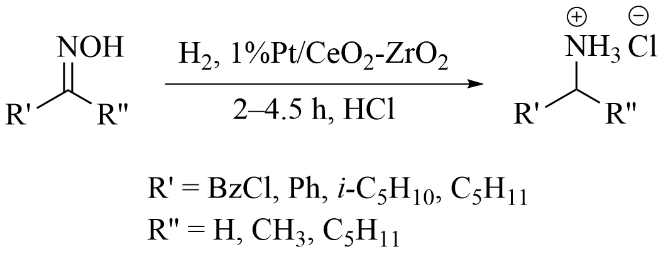 NOH
R' R"
H₂, 1%Pt/CeO₂-ZrO₂
2–4.5 h, HCl
⊕ ⊖
NH₃ Cl
R' R"
R' = BzCl, Ph, i-C₅H₁₀, C₅H₁₁
R" = H, CH₃, C₅H₁₁